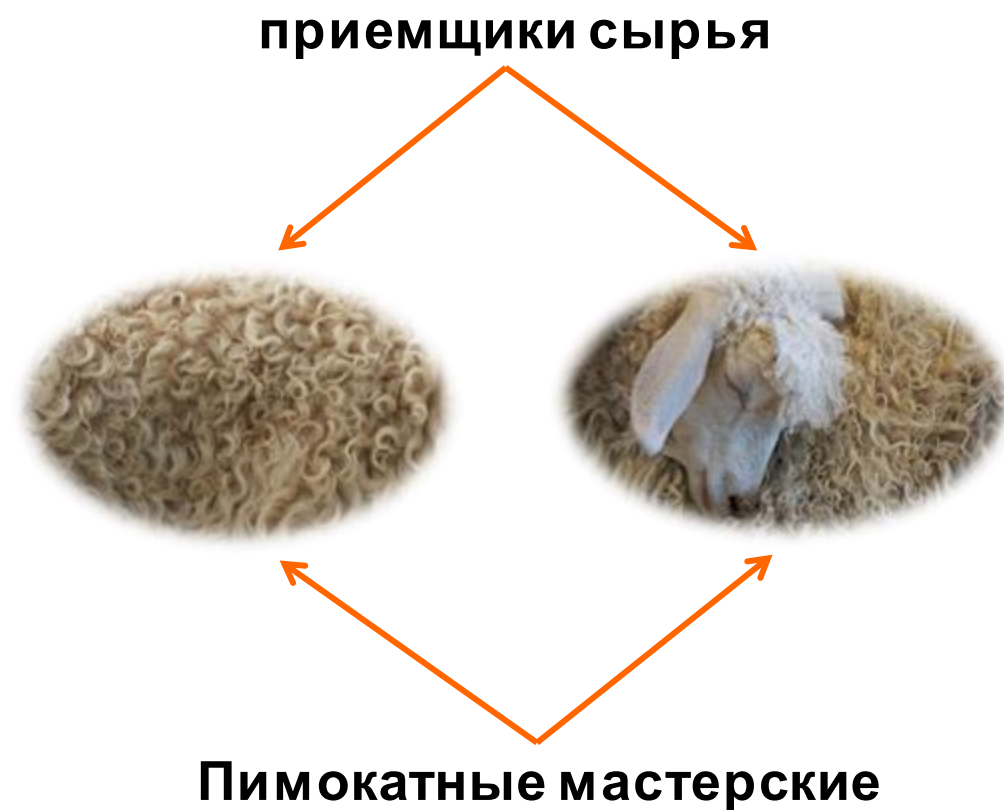 приемщики сырья
Пимокатные мастерские